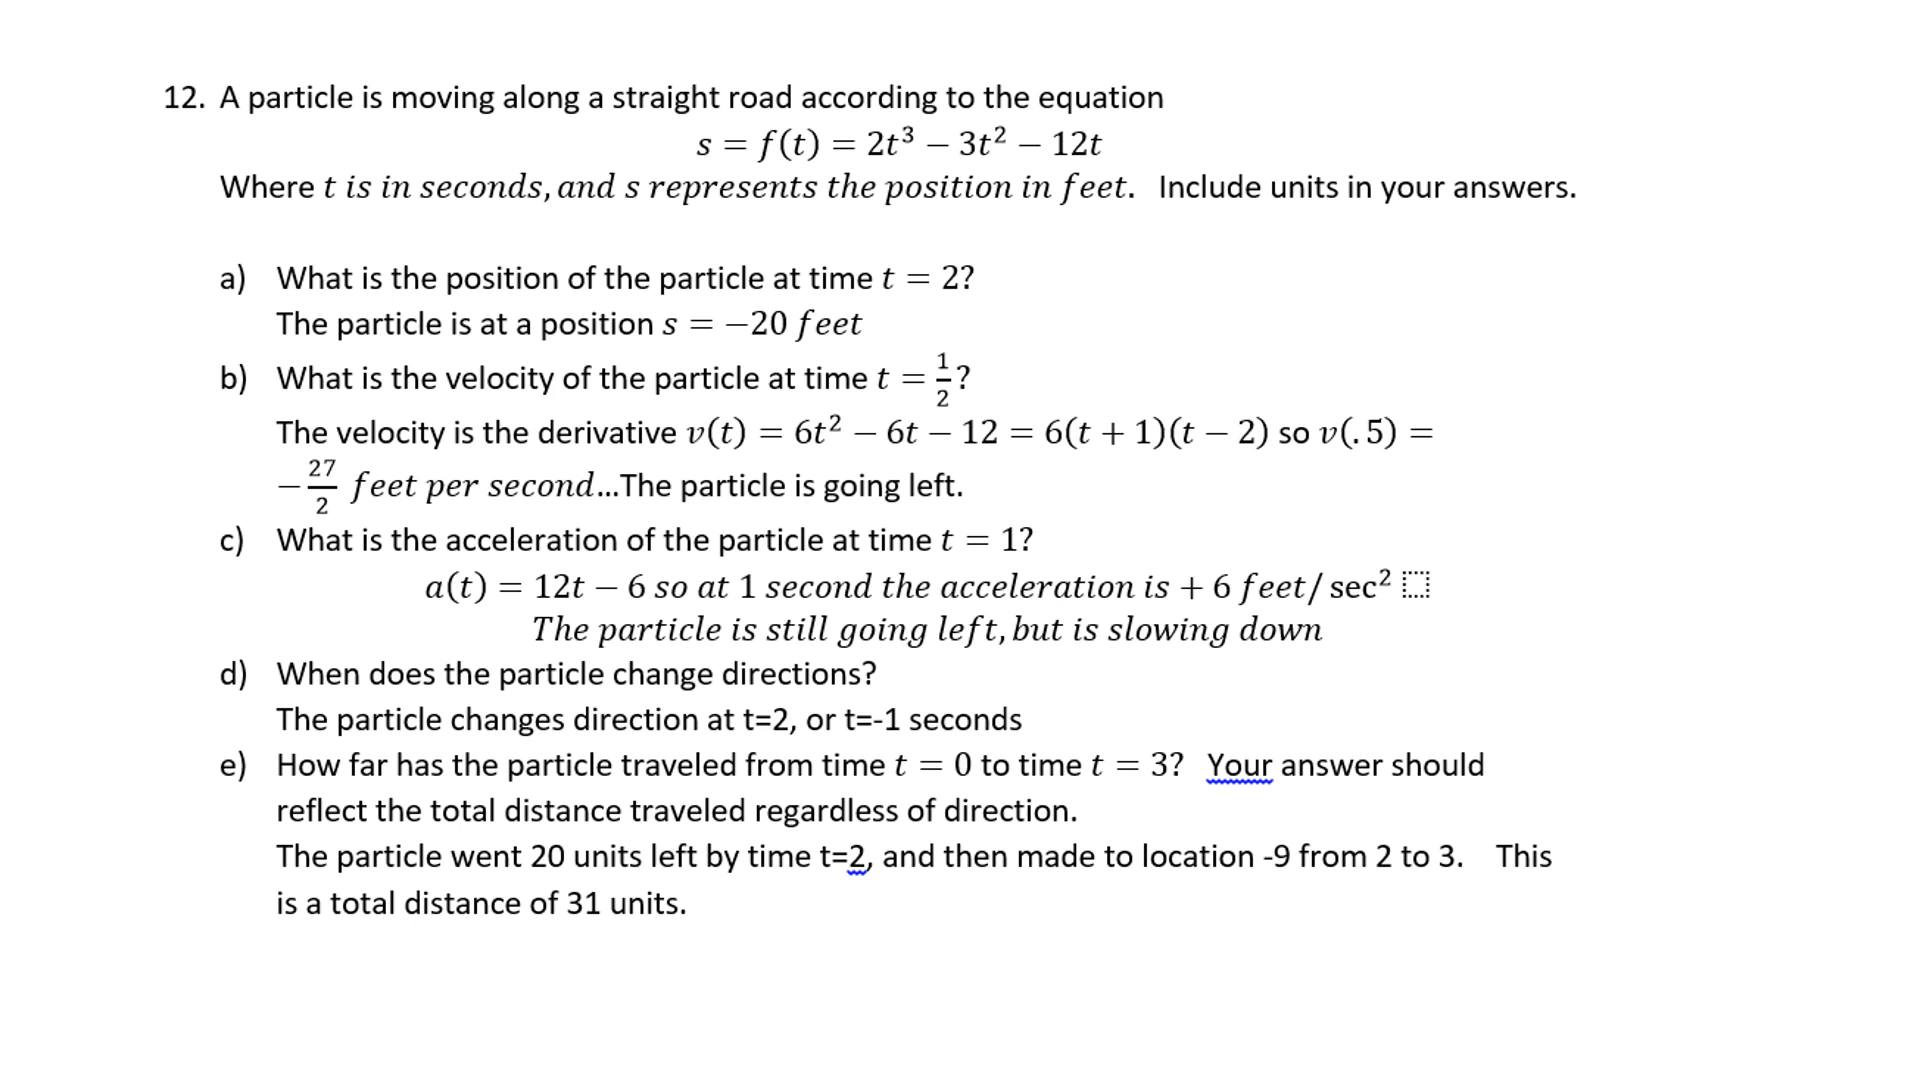 12. A particle is moving along a straight road according to the equation
s = f(t) = 2t³ − 3t² − 12t
Where t is in seconds, and s represents the position in feet. Include units in your answers.
a) What is the position of the particle at time t = 2?
The particle is at a position s = −20 feet
b) What is the velocity of the particle at time t = 1/2?
The velocity is the derivative v(t) = 6t² − 6t − 12 = 6(t + 1)(t − 2) so v(.5) =
−27/2 feet per second...The particle is going left.
c) What is the acceleration of the particle at time t = 1?
a(t) = 12t − 6 so at 1 second the acceleration is + 6 feet/ sec²
The particle is still going left, but is slowing down
d) When does the particle change directions?
The particle changes direction at t=2, or t=-1 seconds
e) How far has the particle traveled from time t = 0 to time t = 3? Your answer should
reflect the total distance traveled regardless of direction.
The particle went 20 units left by time t=2, and then made to location -9 from 2 to 3. This
is a total distance of 31 units.